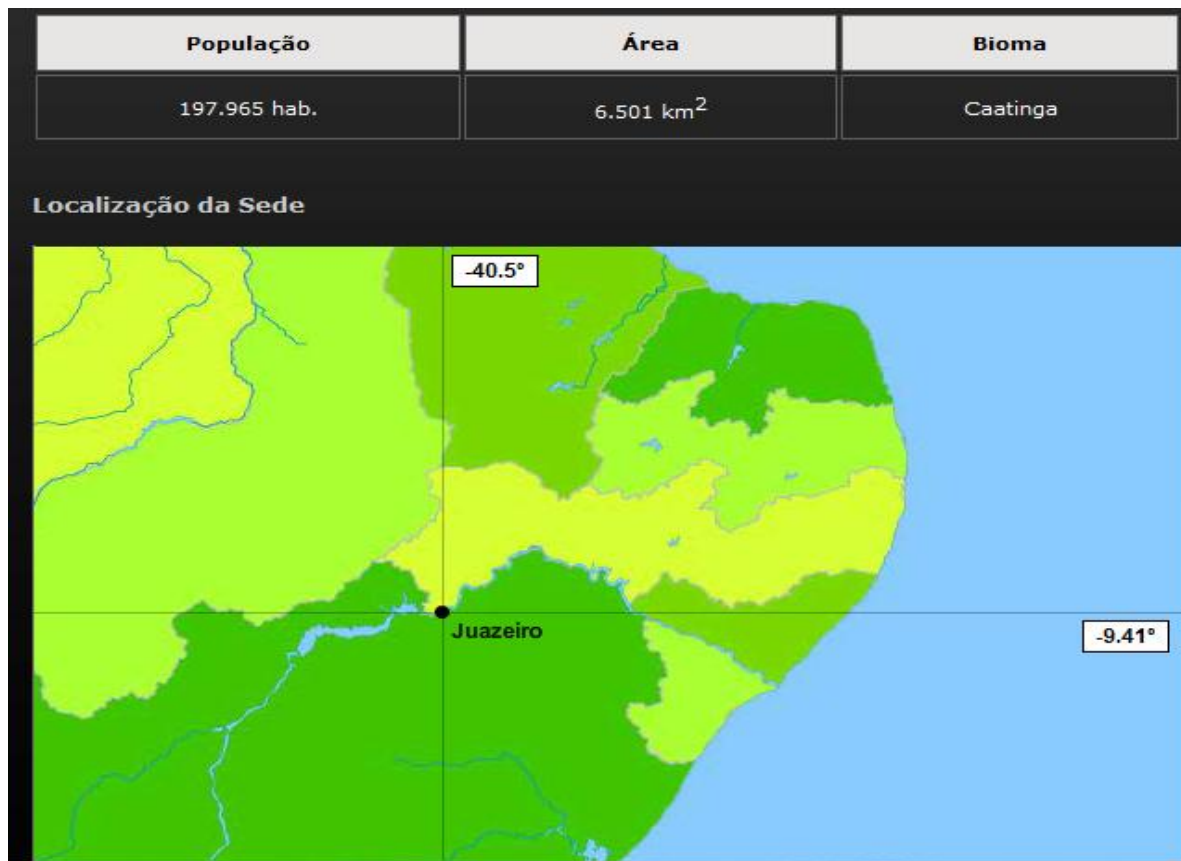 População Área Bioma
197.965 hab. 6.501 km² Caatinga
Localização da Sede
-40.5°
Juazeiro
-9.41°